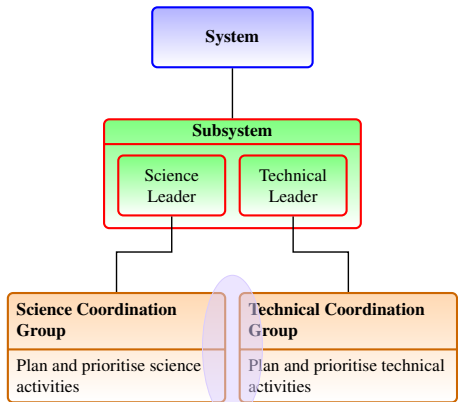 System
Subsystem
Science
Leader
Technical
Leader
Science Coordination
Group
Plan and prioritise science
activities
Technical Coordination
Group
Plan and prioritise technical
activities